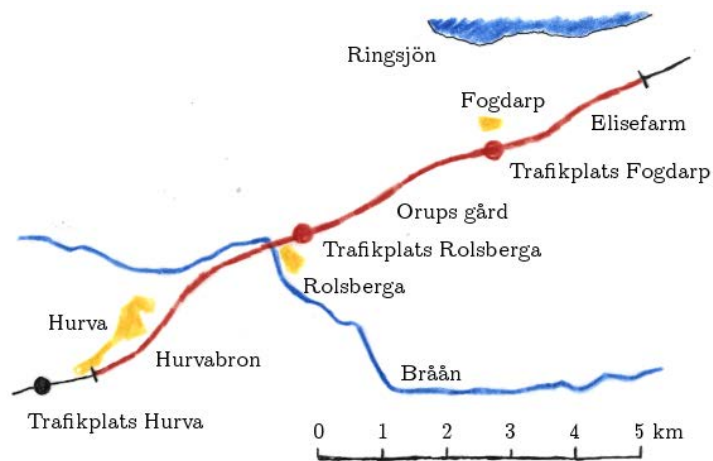 Ringsjön
Fogdarp
Elisefarm
Trafikplats Fogdarp
Orups gård
Trafikplats Rolsberga
Rolsberga
Hurva
Hurvabron
Bråån
Trafikplats Hurva
0 1 2 3 4 5 km